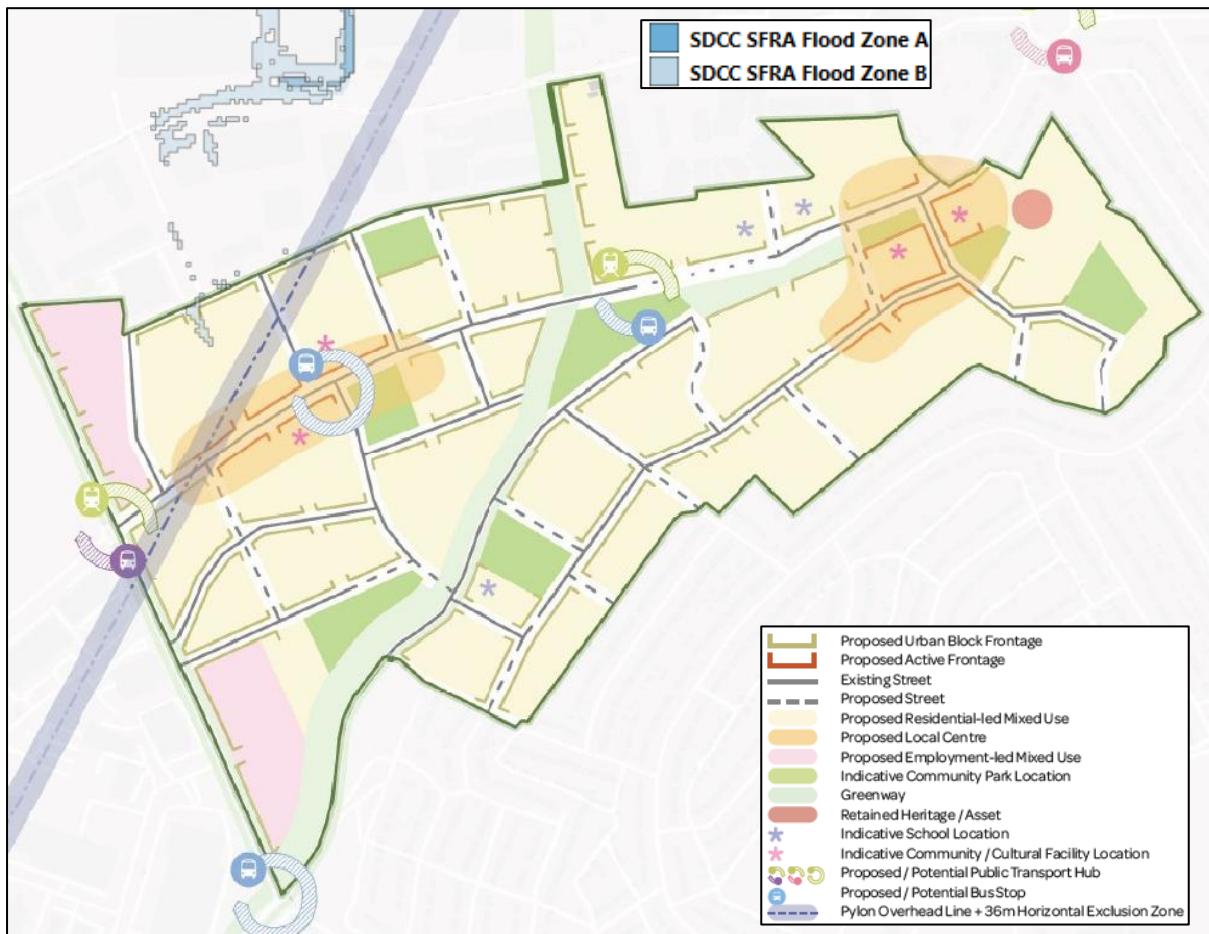 SDCC SFRA Flood Zone A
SDCC SFRA Flood Zone B
Proposed Urban Block Frontage
Proposed Active Frontage
Existing Street
Proposed Street
Proposed Residential-led Mixed Use
Proposed Local Centre
Proposed Employment-led Mixed Use
Indicative Community Park Location
Greenway
Retained Heritage / Asset
Indicative School Location
Indicative Community / Cultural Facility Location
Proposed / Potential Public Transport Hub
Proposed / Potential Bus Stop
Pylon Overhead Line + 36m Horizontal Exclusion Zone